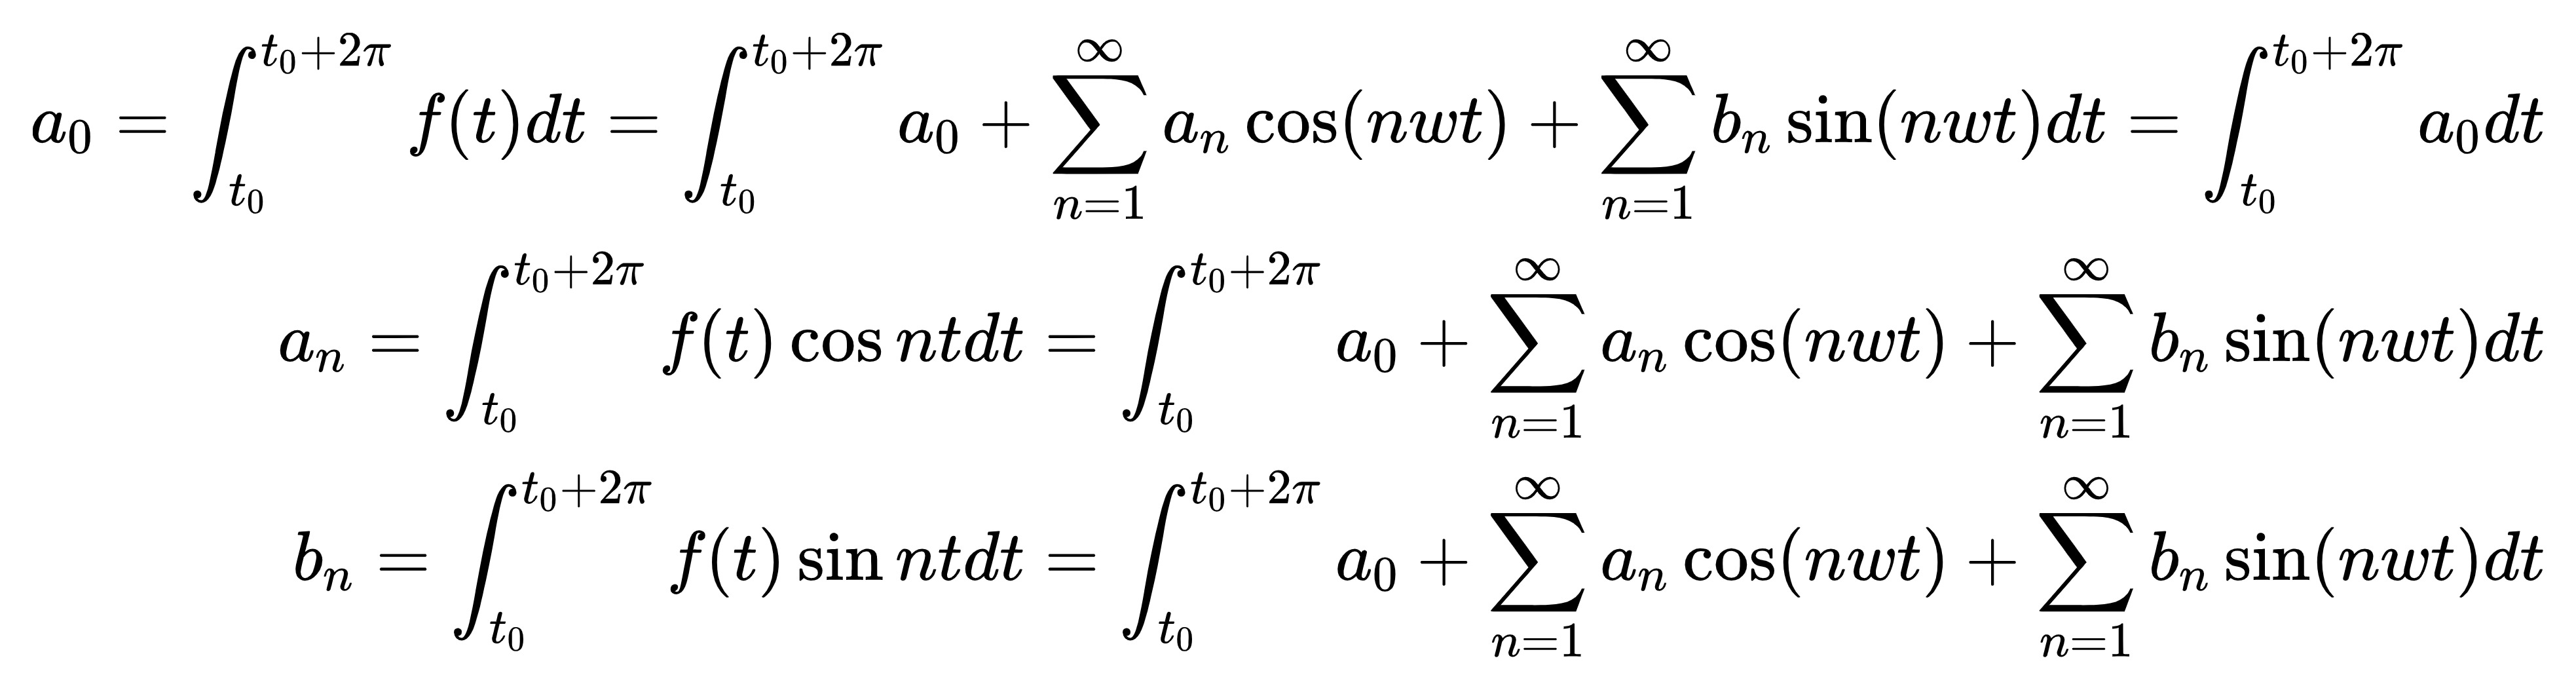 $a_0 = \int_{t_0}^{t_0+2\pi} f(t)dt = \int_{t_0}^{t_0+2\pi} a_0 + \sum_{n=1}^{\infty} a_n \cos(nwt) + \sum_{n=1}^{\infty} b_n \sin(nwt)dt = \int_{t_0}^{t_0+2\pi} a_0 dt$
$a_n = \int_{t_0}^{t_0+2\pi} f(t) \cos ntdt = \int_{t_0}^{t_0+2\pi} a_0 + \sum_{n=1}^{\infty} a_n \cos(nwt) + \sum_{n=1}^{\infty} b_n \sin(nwt)dt$
$b_n = \int_{t_0}^{t_0+2\pi} f(t) \sin ntdt = \int_{t_0}^{t_0+2\pi} a_0 + \sum_{n=1}^{\infty} a_n \cos(nwt) + \sum_{n=1}^{\infty} b_n \sin(nwt)dt$